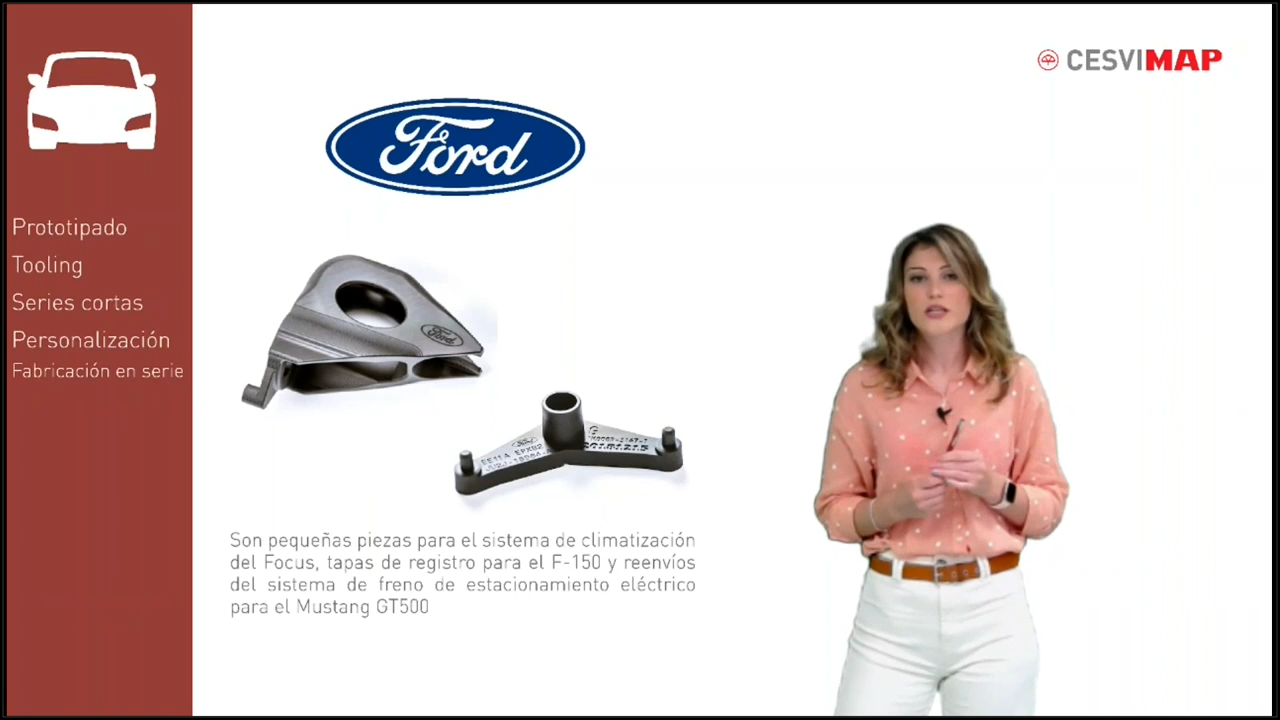 CESVIMAP
Ford
Prototipado
Tooling
Series cortas
Personalización
Fabricación en serie
Ford
Son pequeñas piezas para el sistema de climatización
del Focus, tapas de registro para el F-150 y reenvíos
del sistema de freno de estacionamiento eléctrico
para el Mustang GT500